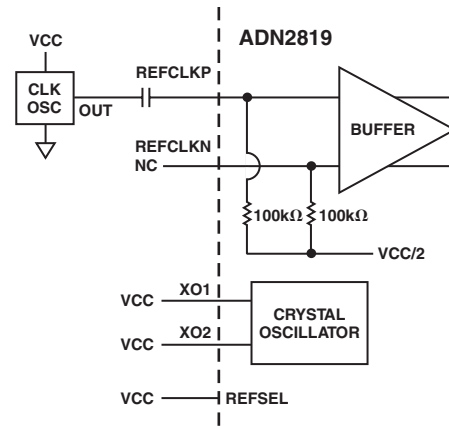 ADN2819
VCC
CLK
OSC
OUT
REFCLKP
BUFFER
REFCLKN
NC
100kΩ
100kΩ
VCC/2
VCC
XO1
CRYSTAL
OSCILLATOR
VCC
XO2
VCC
REFSEL